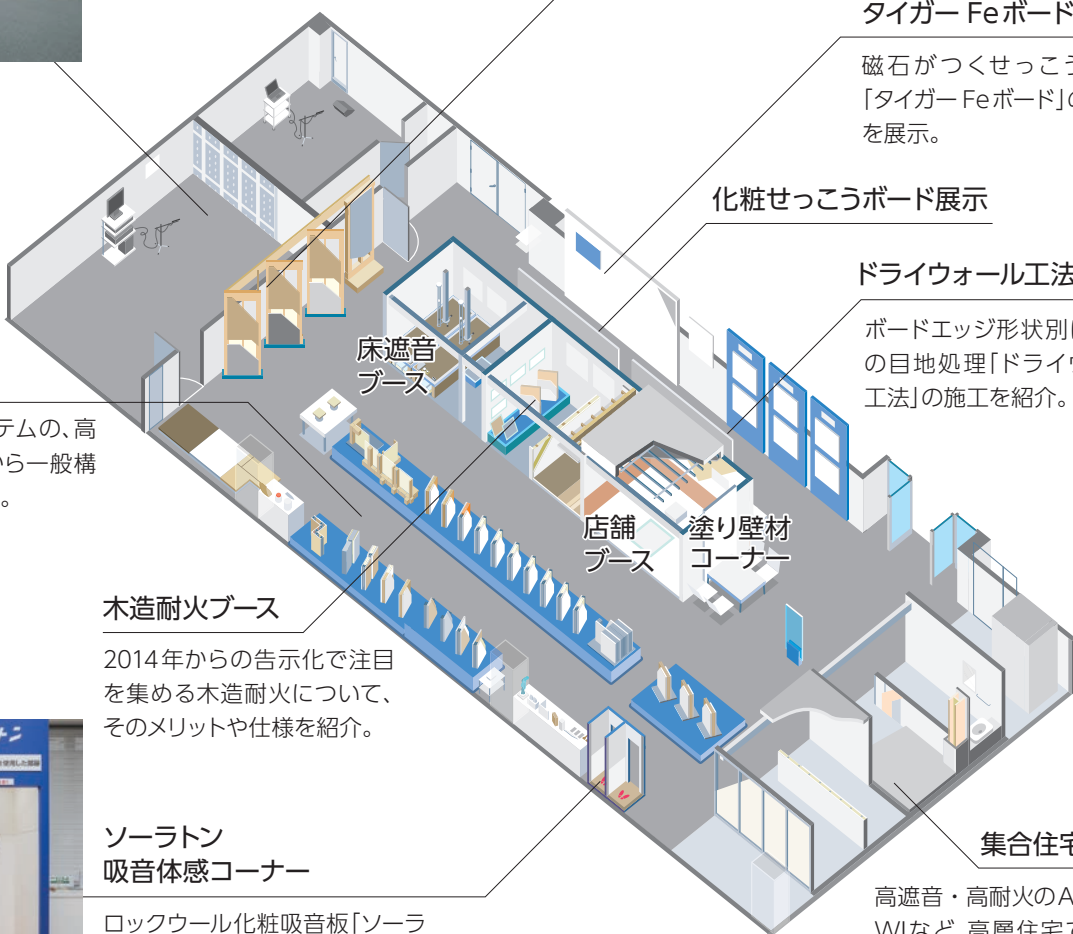 タイガー Feボード
磁石がつくせっこう
「タイガー Feボード」の
を展示。
化粧せっこうボード展示
ドライウォール工法
ボードエッジ形状別に
の目地処理「ドライウ
工法」の施工を紹介。
床遮音
ブース
テムの、高
から一般構
。
店舗
ブース
塗り壁材
コーナー
木造耐火ブース
2014年からの告示化で注目
を集める木造耐火について、
そのメリットや仕様を紹介。
ソーラトン
吸音体感コーナー
ロックウール化粧吸音板「ソーラ
集合住宅
高遮音・高耐火のA
WIなど、高層住宅で